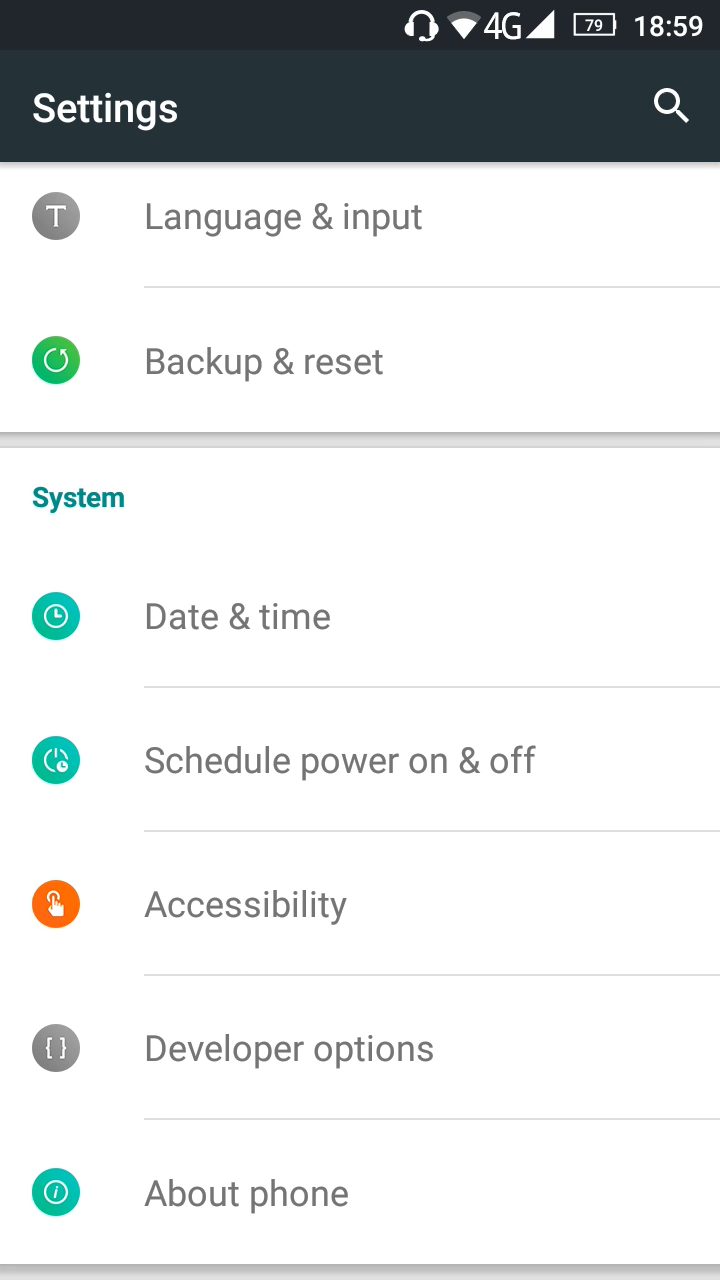 4G 79 18:59
Settings
Language & input
Backup & reset
System
Date & time
Schedule power on & off
Accessibility
Developer options
About phone